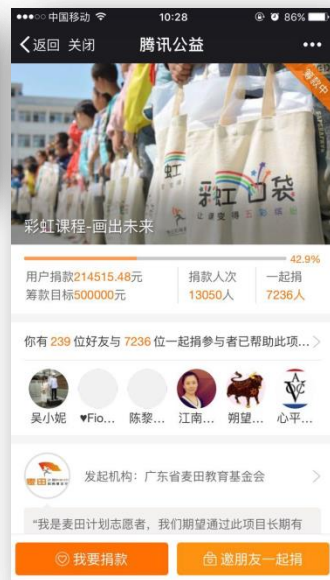 中国移动 10:28 86%
返回 关闭 腾讯公益
筹款中
彩虹口袋
让课变得五彩缤纷
彩虹课程-画出未来
42.9%
用户捐款214515.48元 捐款人次 一起捐
筹款目标500000元 13050人 7236人
你有 239 位好友与 7236 位一起捐参与者已帮助此项...
吴小妮 ♥Fio... 陈黎... 江南... 朔望... 心平...
麦田
发起机构：广东省麦田教育基金会
“我是麦田计划志愿者，我们期望通过此项目长期有
我要捐款 邀朋友一起捐